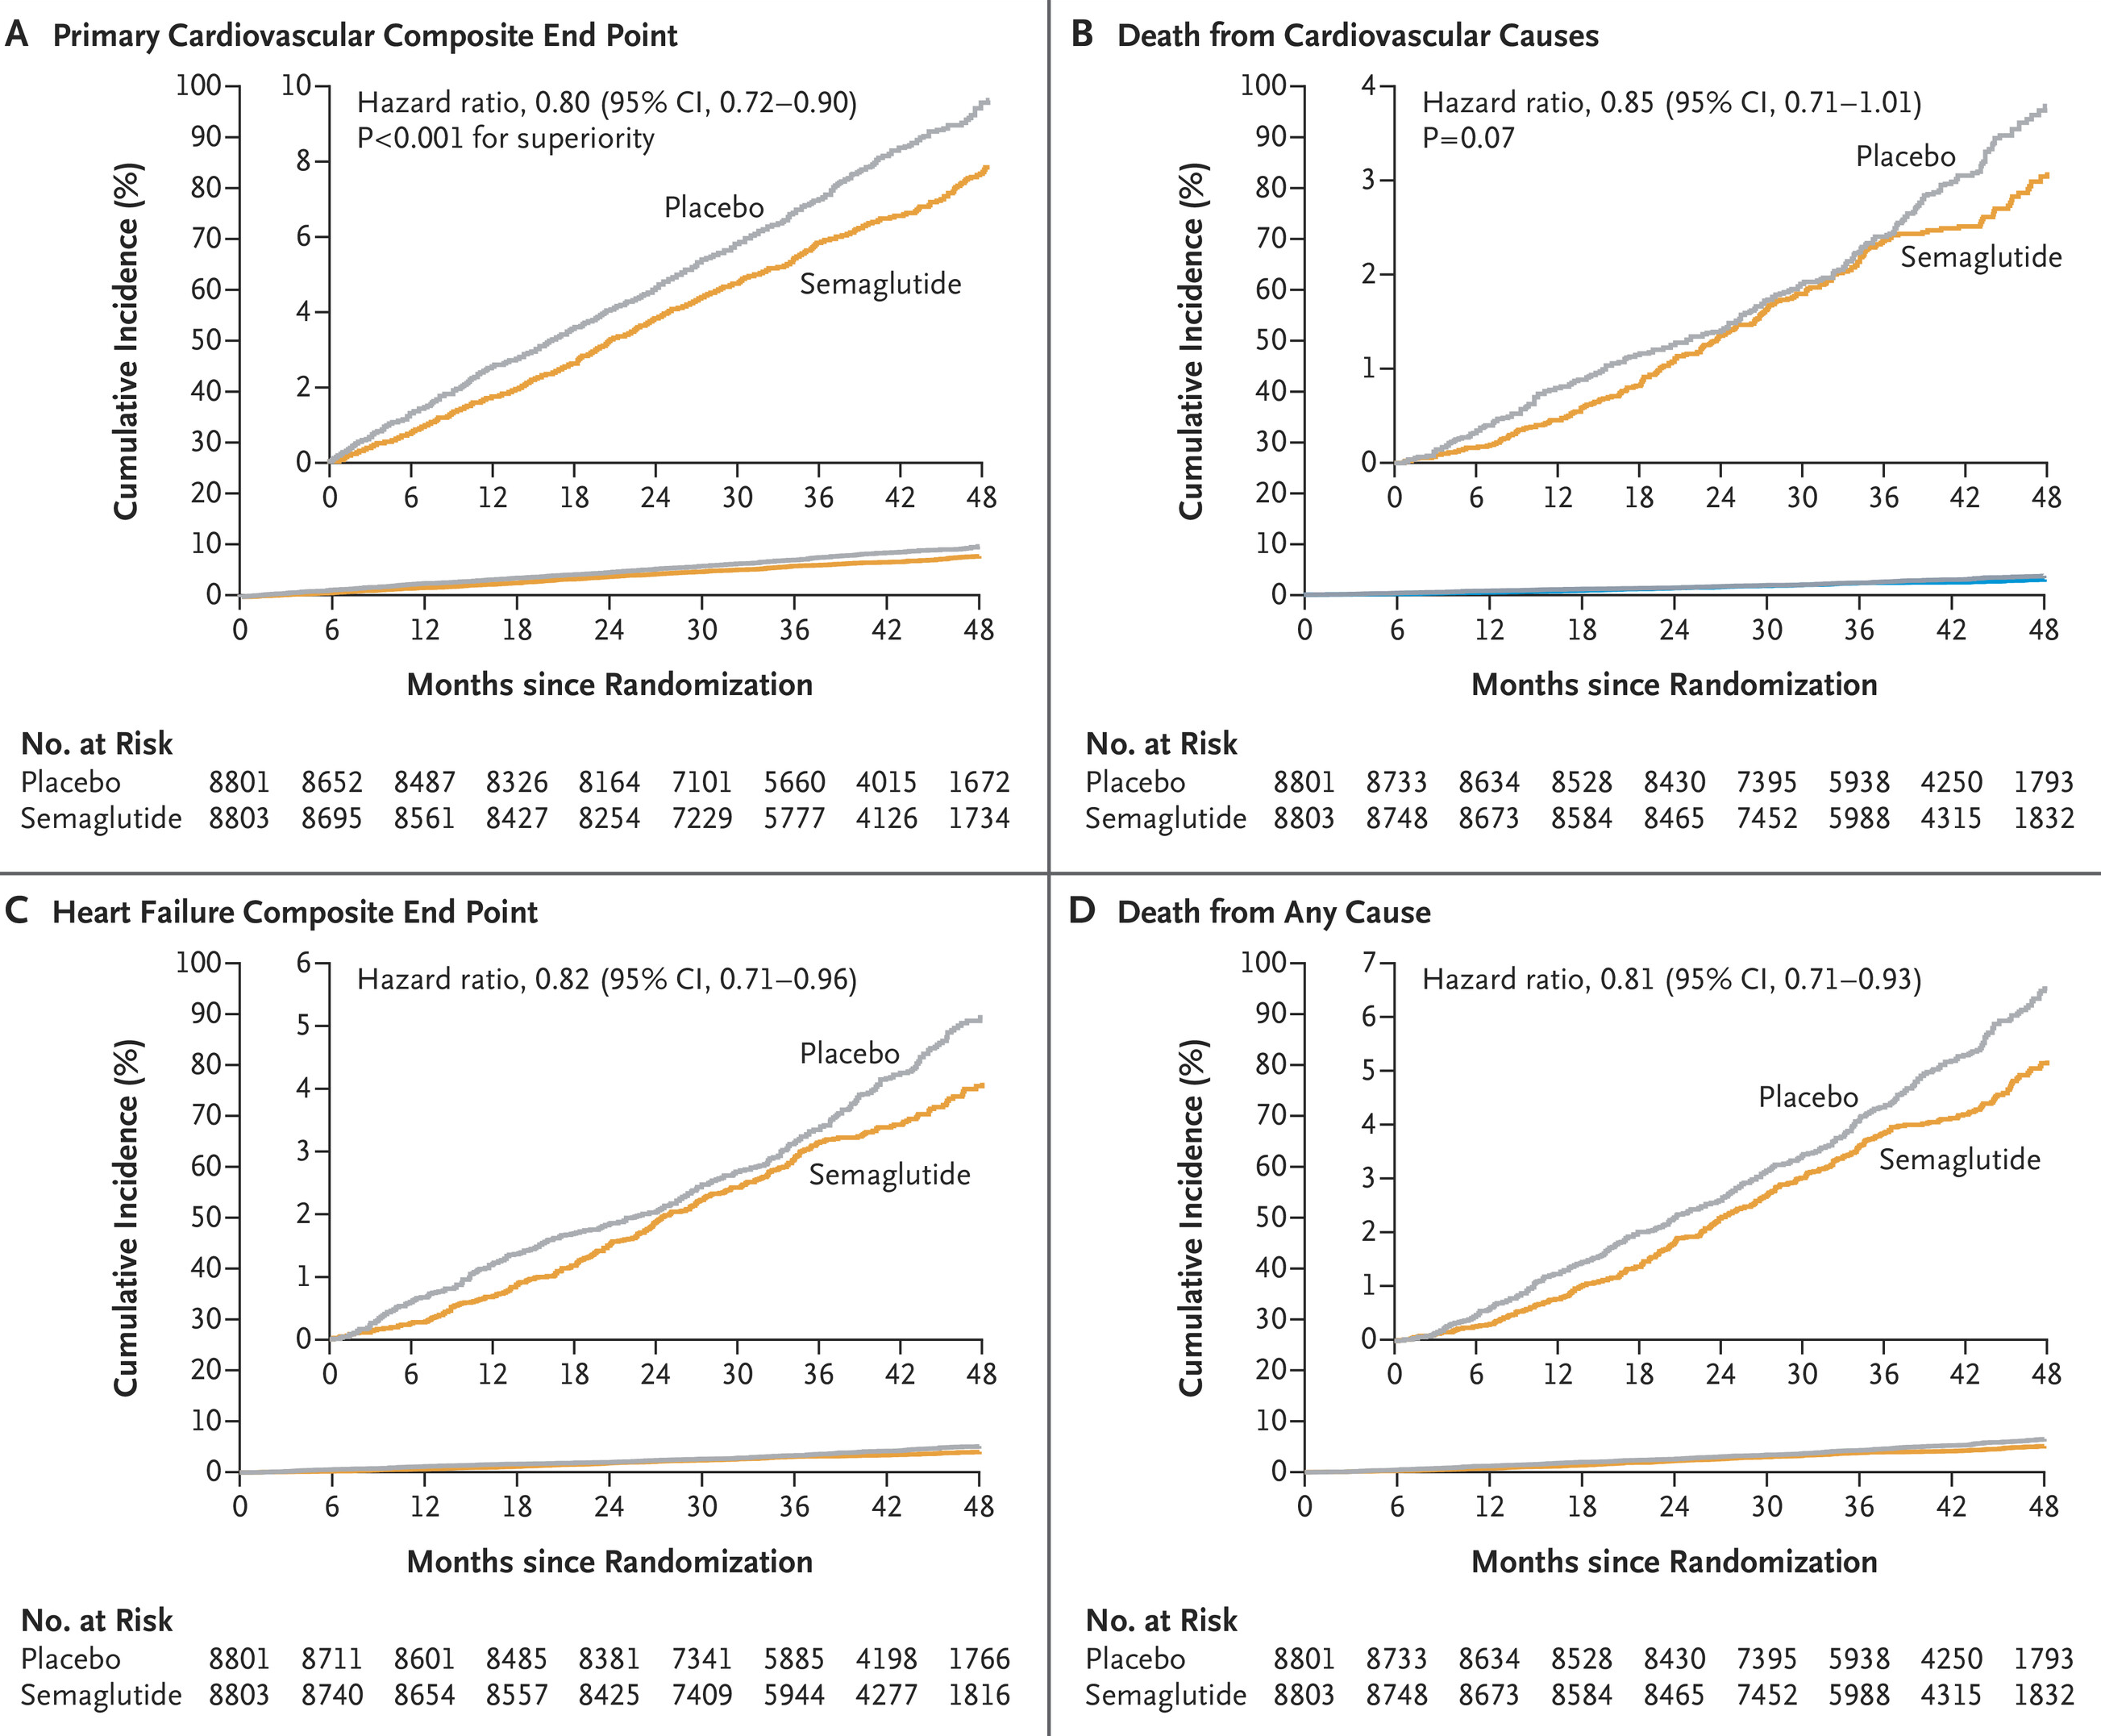 A Primary Cardiovascular Composite End Point
Cumulative Incidence (%)
100
90
80
70
60
50
40
30
20
10
0
10
8
6
4
2
0
Hazard ratio, 0.80 (95% CI, 0.72–0.90)
P<0.001 for superiority
Placebo
Semaglutide
0 6 12 18 24 30 36 42 48
0 6 12 18 24 30 36 42 48
Months since Randomization
No. at Risk
Placebo 8801 8652 8487 8326 8164 7101 5660 4015 1672
Semaglutide 8803 8695 8561 8427 8254 7229 5777 4126 1734
B Death from Cardiovascular Causes
Cumulative Incidence (%)
100
90
80
70
60
50
40
30
20
10
0
4
3
2
1
0
Hazard ratio, 0.85 (95% CI, 0.71–1.01)
P=0.07
Placebo
Semaglutide
0 6 12 18 24 30 36 42 48
0 6 12 18 24 30 36 42 48
Months since Randomization
No. at Risk
Placebo 8801 8733 8634 8528 8430 7395 5938 4250 1793
Semaglutide 8803 8748 8673 8584 8465 7452 5988 4315 1832
C Heart Failure Composite End Point
Cumulative Incidence (%)
100
90
80
70
60
50
40
30
20
10
0
6
5
4
3
2
1
0
Hazard ratio, 0.82 (95% CI, 0.71–0.96)
Placebo
Semaglutide
0 6 12 18 24 30 36 42 48
0 6 12 18 24 30 36 42 48
Months since Randomization
No. at Risk
Placebo 8801 8711 8601 8485 8381 7341 5885 4198 1766
Semaglutide 8803 8740 8654 8557 8425 7409 5944 4277 1816
D Death from Any Cause
Cumulative Incidence (%)
100
90
80
70
60
50
40
30
20
10
0
7
6
5
4
3
2
1
0
Hazard ratio, 0.81 (95% CI, 0.71–0.93)
Placebo
Semaglutide
0 6 12 18 24 30 36 42 48
0 6 12 18 24 30 36 42 48
Months since Randomization
No. at Risk
Placebo 8801 8733 8634 8528 8430 7395 5938 4250 1793
Semaglutide 8803 8748 8673 8584 8465 7452 5988 4315 1832